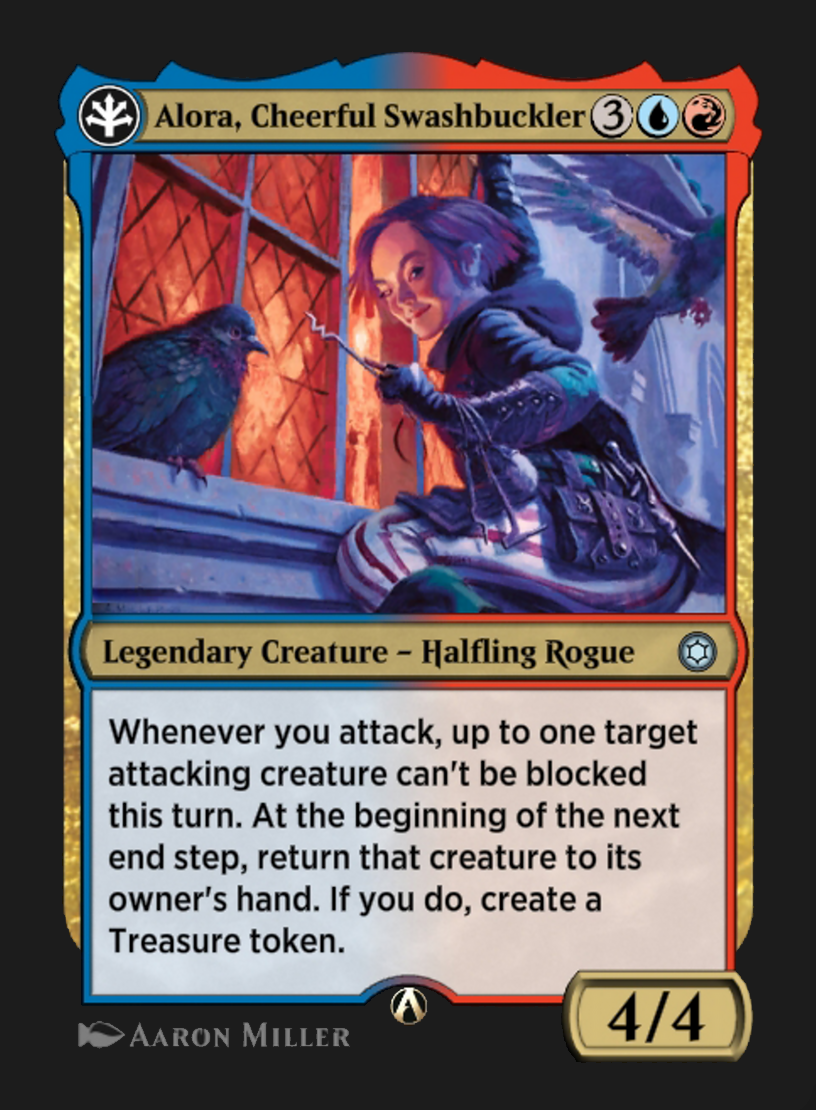 Alora, Cheerful Swashbuckler 3
Legendary Creature – Halfling Rogue
Whenever you attack, up to one target
attacking creature can't be blocked
this turn. At the beginning of the next
end step, return that creature to its
owner's hand. If you do, create a
Treasure token.
4/4
Aaron Miller